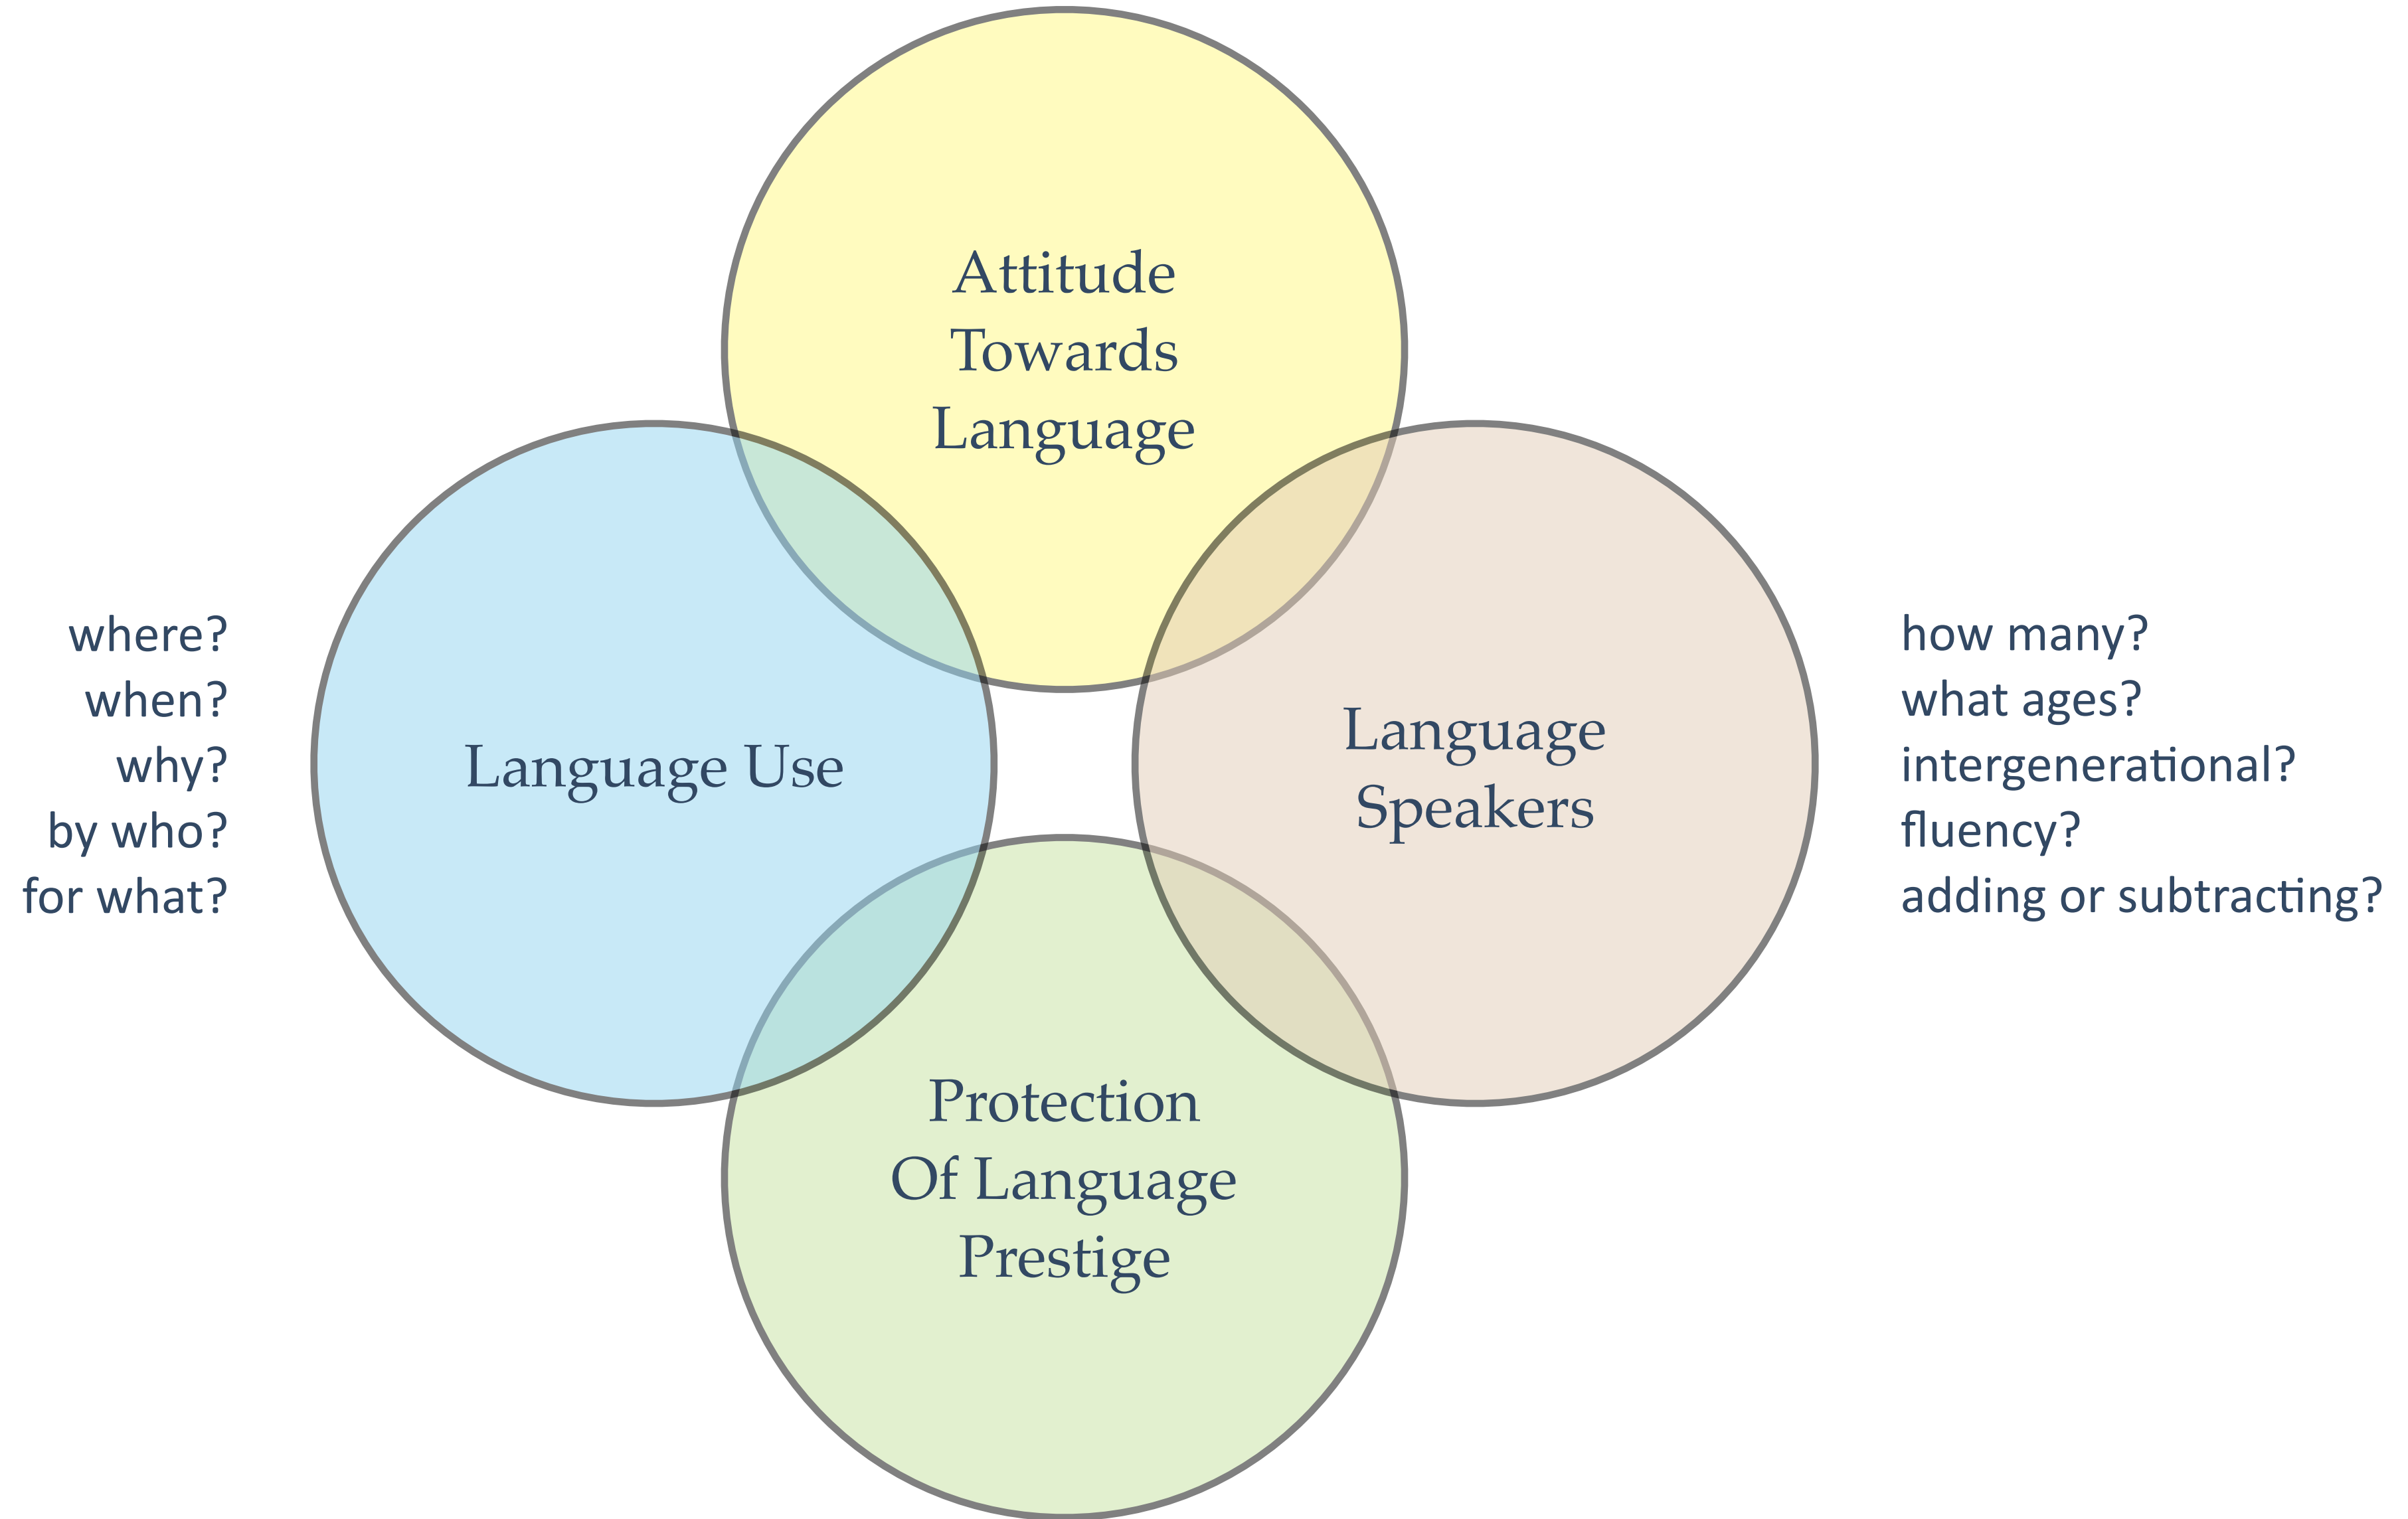 Attitude
Towards
Language
where?
when?
why?
by who?
for what?
Language Use
Language
Speakers
how many?
what ages?
intergenerational?
fluency?
adding or subtracting?
Protection
Of Language
Prestige